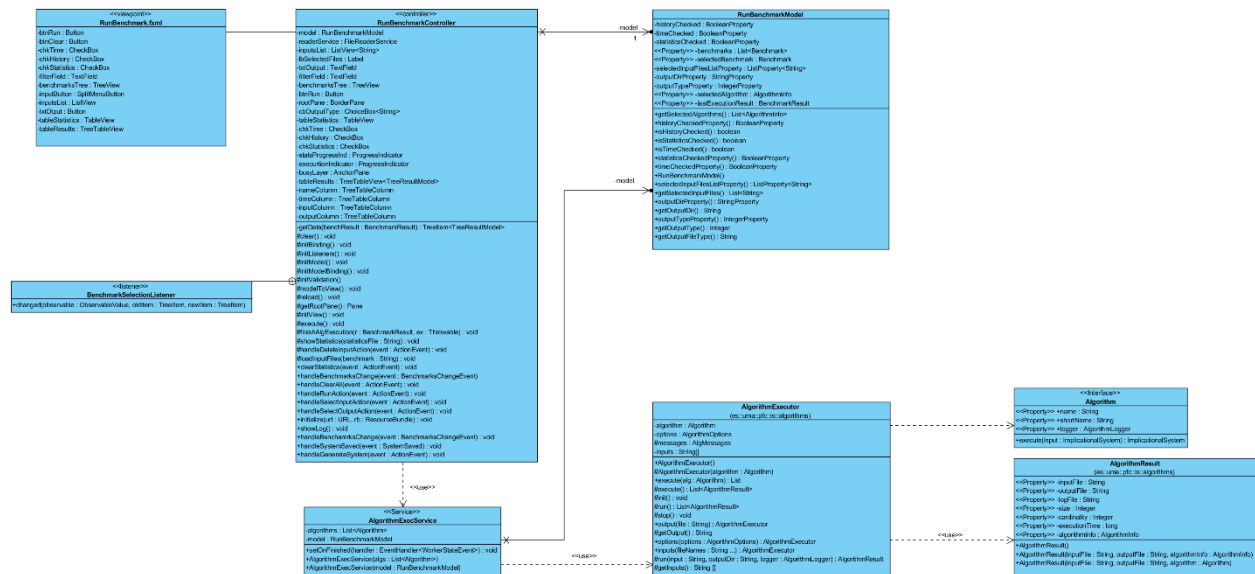 <<viewpoint>>
RunBenchmark.fxml
-btnRun : Button
-btnClear : Button
-chkTime : CheckBox
-chkHistory : CheckBox
-chkStatistics : CheckBox
-filterField : TextField
-benchmarksTree : TreeView
-inputButton : SplitMenuButton
-inputsList : ListView
-txtOtput : Button
-tableStatistics : TableView
-tableResults : TreeTableView
<<controller>>
RunBenchmarkController
-model : RunBenchmarkModel
-readerService : FileReaderService
-inputsList : ListView<String>
-lbSelectedFiles : Label
-txtOutput : TextField
-filterField : TextField
-benchmarksTree : TreeView
-btnRun : Button
-rootPane : BorderPane
-cbOutputType : ChoiceBox<String>
-tableStatistics : TableView
-chkTime : CheckBox
-chkHistory : CheckBox
-chkStatistics : CheckBox
-statsProgressInd : ProgressIndicator
-executionIndicator : ProgressIndicator
-busyLayer : AnchorPane
-tableResults : TreeTableView<TreeResultModel>
-nameColumn : TreeTableColumn
-timeColumn : TreeTableColumn
-inputColumn : TreeTableColumn
-outputColumn : TreeTableColumn
-getData(benchResult : BenchmarkResult) : TreeItem<TreeResultModel>
#clear() : void
#initBinding() : void
#initListeners() : void
#initModel() : void
#initModelBinding() : void
#initValidation()
#modelToView() : void
#reload() : void
#getRootPane() : Pane
#initView() : void
#execute() : void
#finishAlgExecution(r : BenchmarkResult, ex : Throwable) : void
#showStatistics(statisticsFile : String) : void
#handleDeleteInputAction(event : ActionEvent) : void
#loadInputFiles(benchmark : String) : void
+clearStatistics(event : ActionEvent) : void
+handleBenchmarksChange(event : BenchmarksChangeEvent)
+handleClearAll(event : ActionEvent) : void
+handleRunAction(event : ActionEvent) : void
+handleSelectInputAction(event : ActionEvent) : void
+handleSelectOutputAction(event : ActionEvent) : void
+initialize(url : URL, rb : ResourceBundle) : void
+showLog() : void
+handleBenchamrksChange(event : BenchmarksChangeEvent) : void
+handleSystemSaved(event : SystemSaved) : void
+handleGenerateSystem(event : ActionEvent) : void
-model
1
RunBenchmarkModel
-historyChecked : BooleanProperty
-timeChecked : BooleanProperty
-statisticsChecked : BooleanProperty
<<Property>> -benchmarks : List<Benchmark>
<<Property>> -selectedBenchmark : Benchmark
-selectedInputFilesListProperty : ListProperty<String>
-outputDirProperty : StringProperty
-outputTypeProperty : IntegerProperty
<<Property>> -selectedAlgorithm : AlgorithmInfo
<<Property>> -lastExecutionResult : BenchmarkResult
+getSelectedAlgorithms() : List<AlgorithmInfo>
+historyCheckedProperty() : BooleanProperty
+isHistoryChecked() : boolean
+isStatisticsChecked() : boolean
+isTimeChecked() : boolean
+statisticsCheckedProperty() : BooleanProperty
+timeCheckedProperty() : BooleanProperty
+RunBenchmarkModel()
+selectedInputFilesListProperty() : ListProperty<String>
+getSelectedInputFiles() : List<String>
+outputDirProperty() : StringProperty
+getOutputDir() : String
+outputTypeProperty() : IntegerProperty
+getOutputType() : Integer
+getOutputFileType() : String
-model
<<listener>>
BenchmarkSelectionListener
+changed(observable : ObservableValue, oldItem : TreeItem, newItem : TreeItem)
<<use>>
<<Service>>
AlgorithmExecService
-algorithms : List<Algorithm>
-model : RunBenchmarkModel
+setOnFinished(handler : EventHandler<WorkerStateEvent>) : void
+AlgorithmExecService(algs : List<Algorithm>)
+AlgorithmExecService(model : RunBenchmarkModel)
<<use>>
AlgorithmExecutor
(es::uma::pfc::is::algorithms)
-algorithm : Algorithm
-options : AlgorithmOptions
#messages : AlgMessages
-inputs : String[]
+AlgorithmExecutor()
#AlgorithmExecutor(algorithm : Algorithm)
+execute(alg : Algorithm) : List
#execute() : List<AlgorithmResult>
#init() : void
#run() : List<AlgorithmResult>
#stop() : void
+output(file : String) : AlgorithmExecutor
#getOutput() : String
+options(options : AlgorithmOptions) : AlgorithmExecutor
+inputs(fileNames : String ...) : AlgorithmExecutor
#run(input : String, outputDir : String, logger : AlgorithmLogger) : AlgorithmResult
#getInputs() : String []
<<Interface>>
Algorithm
<<Property>> +name : String
<<Property>> +shortName : String
<<Property>> +logger : AlgorithmLogger
+execute(input : ImplicationalSystem) : ImplicationalSystem
<<use>>
AlgorithmResult
(es::uma::pfc::is::algorithms)
<<Property>> -inputFile : String
<<Property>> -outputFile : String
<<Property>> -logFile : String
<<Property>> -size : Integer
<<Property>> -cardinality : Integer
<<Property>> -executionTime : long
<<Property>> -algorithmInfo : AlgorithmInfo
+AlgorithmResult()
+AlgorithmResult(inputFile : String, outputFile : String, algorithmInfo : AlgorithmInfo)
+AlgorithmResult(inputFile : String, outputFile : String, algorithm : Algorithm)